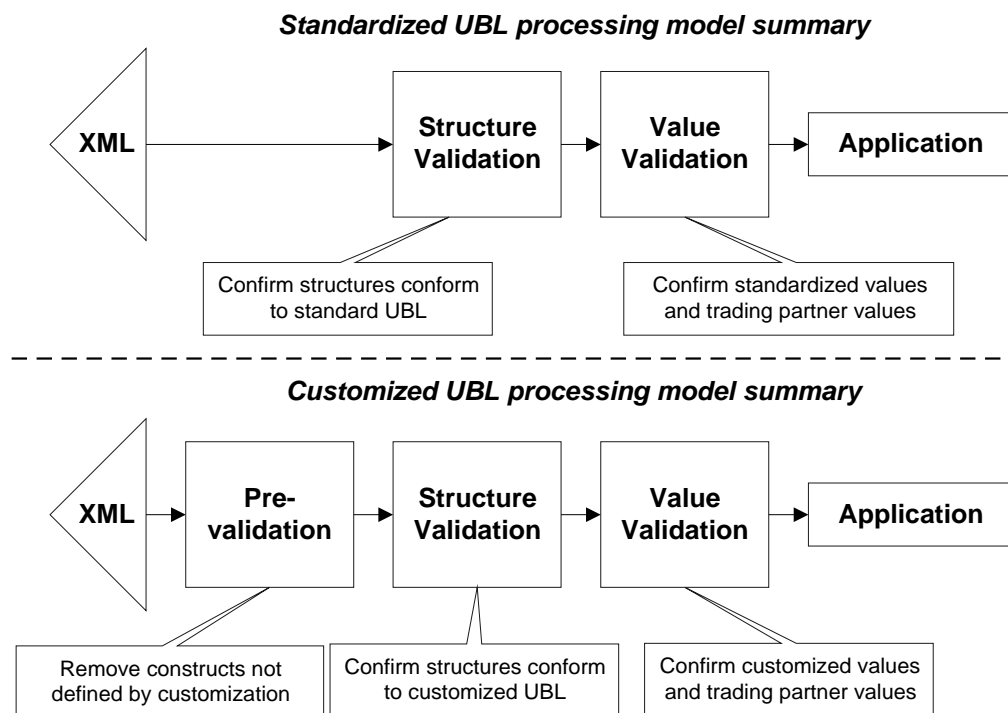 Standardized UBL processing model summary
XML
Structure
Validation
Value
Validation
Application
Confirm structures conform
to standard UBL
Confirm standardized values
and trading partner values
Customized UBL processing model summary
XML
Pre-
validation
Structure
Validation
Value
Validation
Application
Remove constructs not
defined by customization
Confirm structures conform
to customized UBL
Confirm customized values
and trading partner values